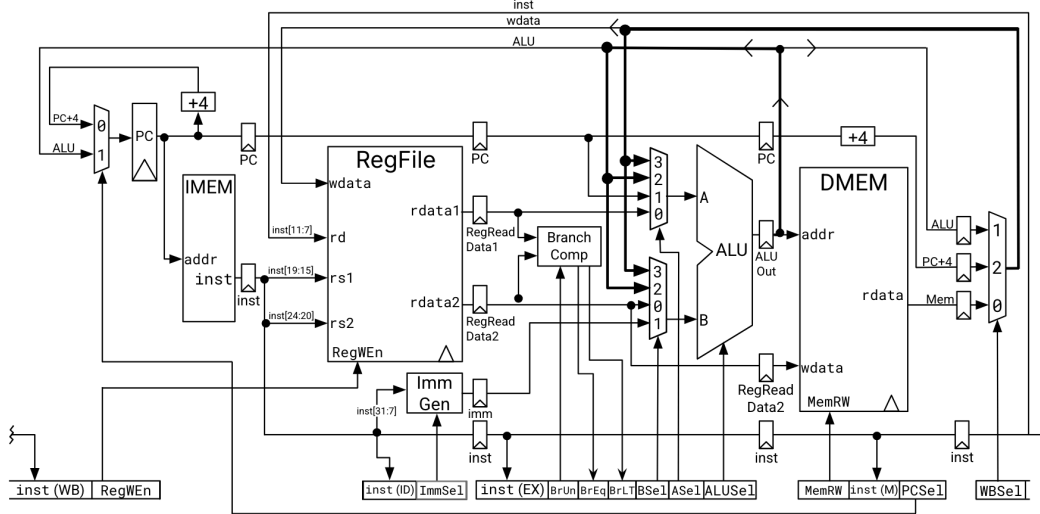 inst
wdata
ALU
+4
PC+4
0
PC
ALU
1
PC
PC
PC
+4
IMEM
addr
inst
inst
RegFile
wdata
inst[11:7]
rd
inst[19:15]
rs1
inst[24:20]
rs2
RegWEn
rdata1
rdata2
RegRead
Data1
RegRead
Data2
Branch
Comp
3
2
1
0
3
2
0
1
A
B
ALU
ALU
Out
DMEM
addr
rdata
wdata
MemRW
RegRead
Data2
ALU
1
PC+4
2
Mem
0
Imm
Gen
imm
inst[31:7]
inst
inst
inst
inst (WB)
RegWEn
inst (ID)
ImmSel
inst (EX)
BrUn
BrEq
BrLT
BSel
ASel
ALUSel
MemRW
inst (M)
PCSel
WBSel